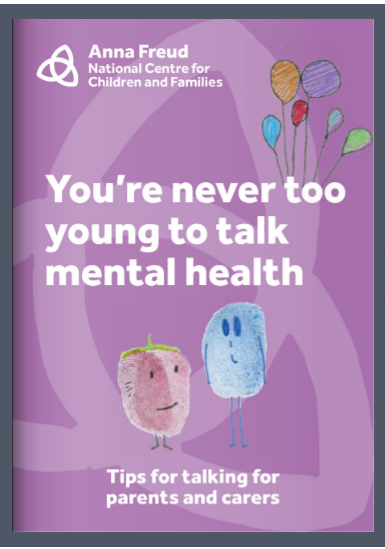 Anna Freud
National Centre for
Children and Families
You're never too
young to talk
mental health
Tips for talking for
parents and carers